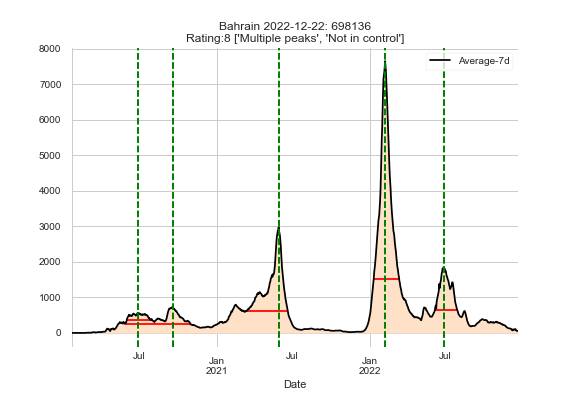 Bahrain 2022-12-22: 698136
Rating:8 ['Multiple peaks', 'Not in control']
Average-7d
8000
7000
6000
5000
4000
3000
2000
1000
0
Jul
Jan
2021
Jul
Jan
2022
Jul
Date